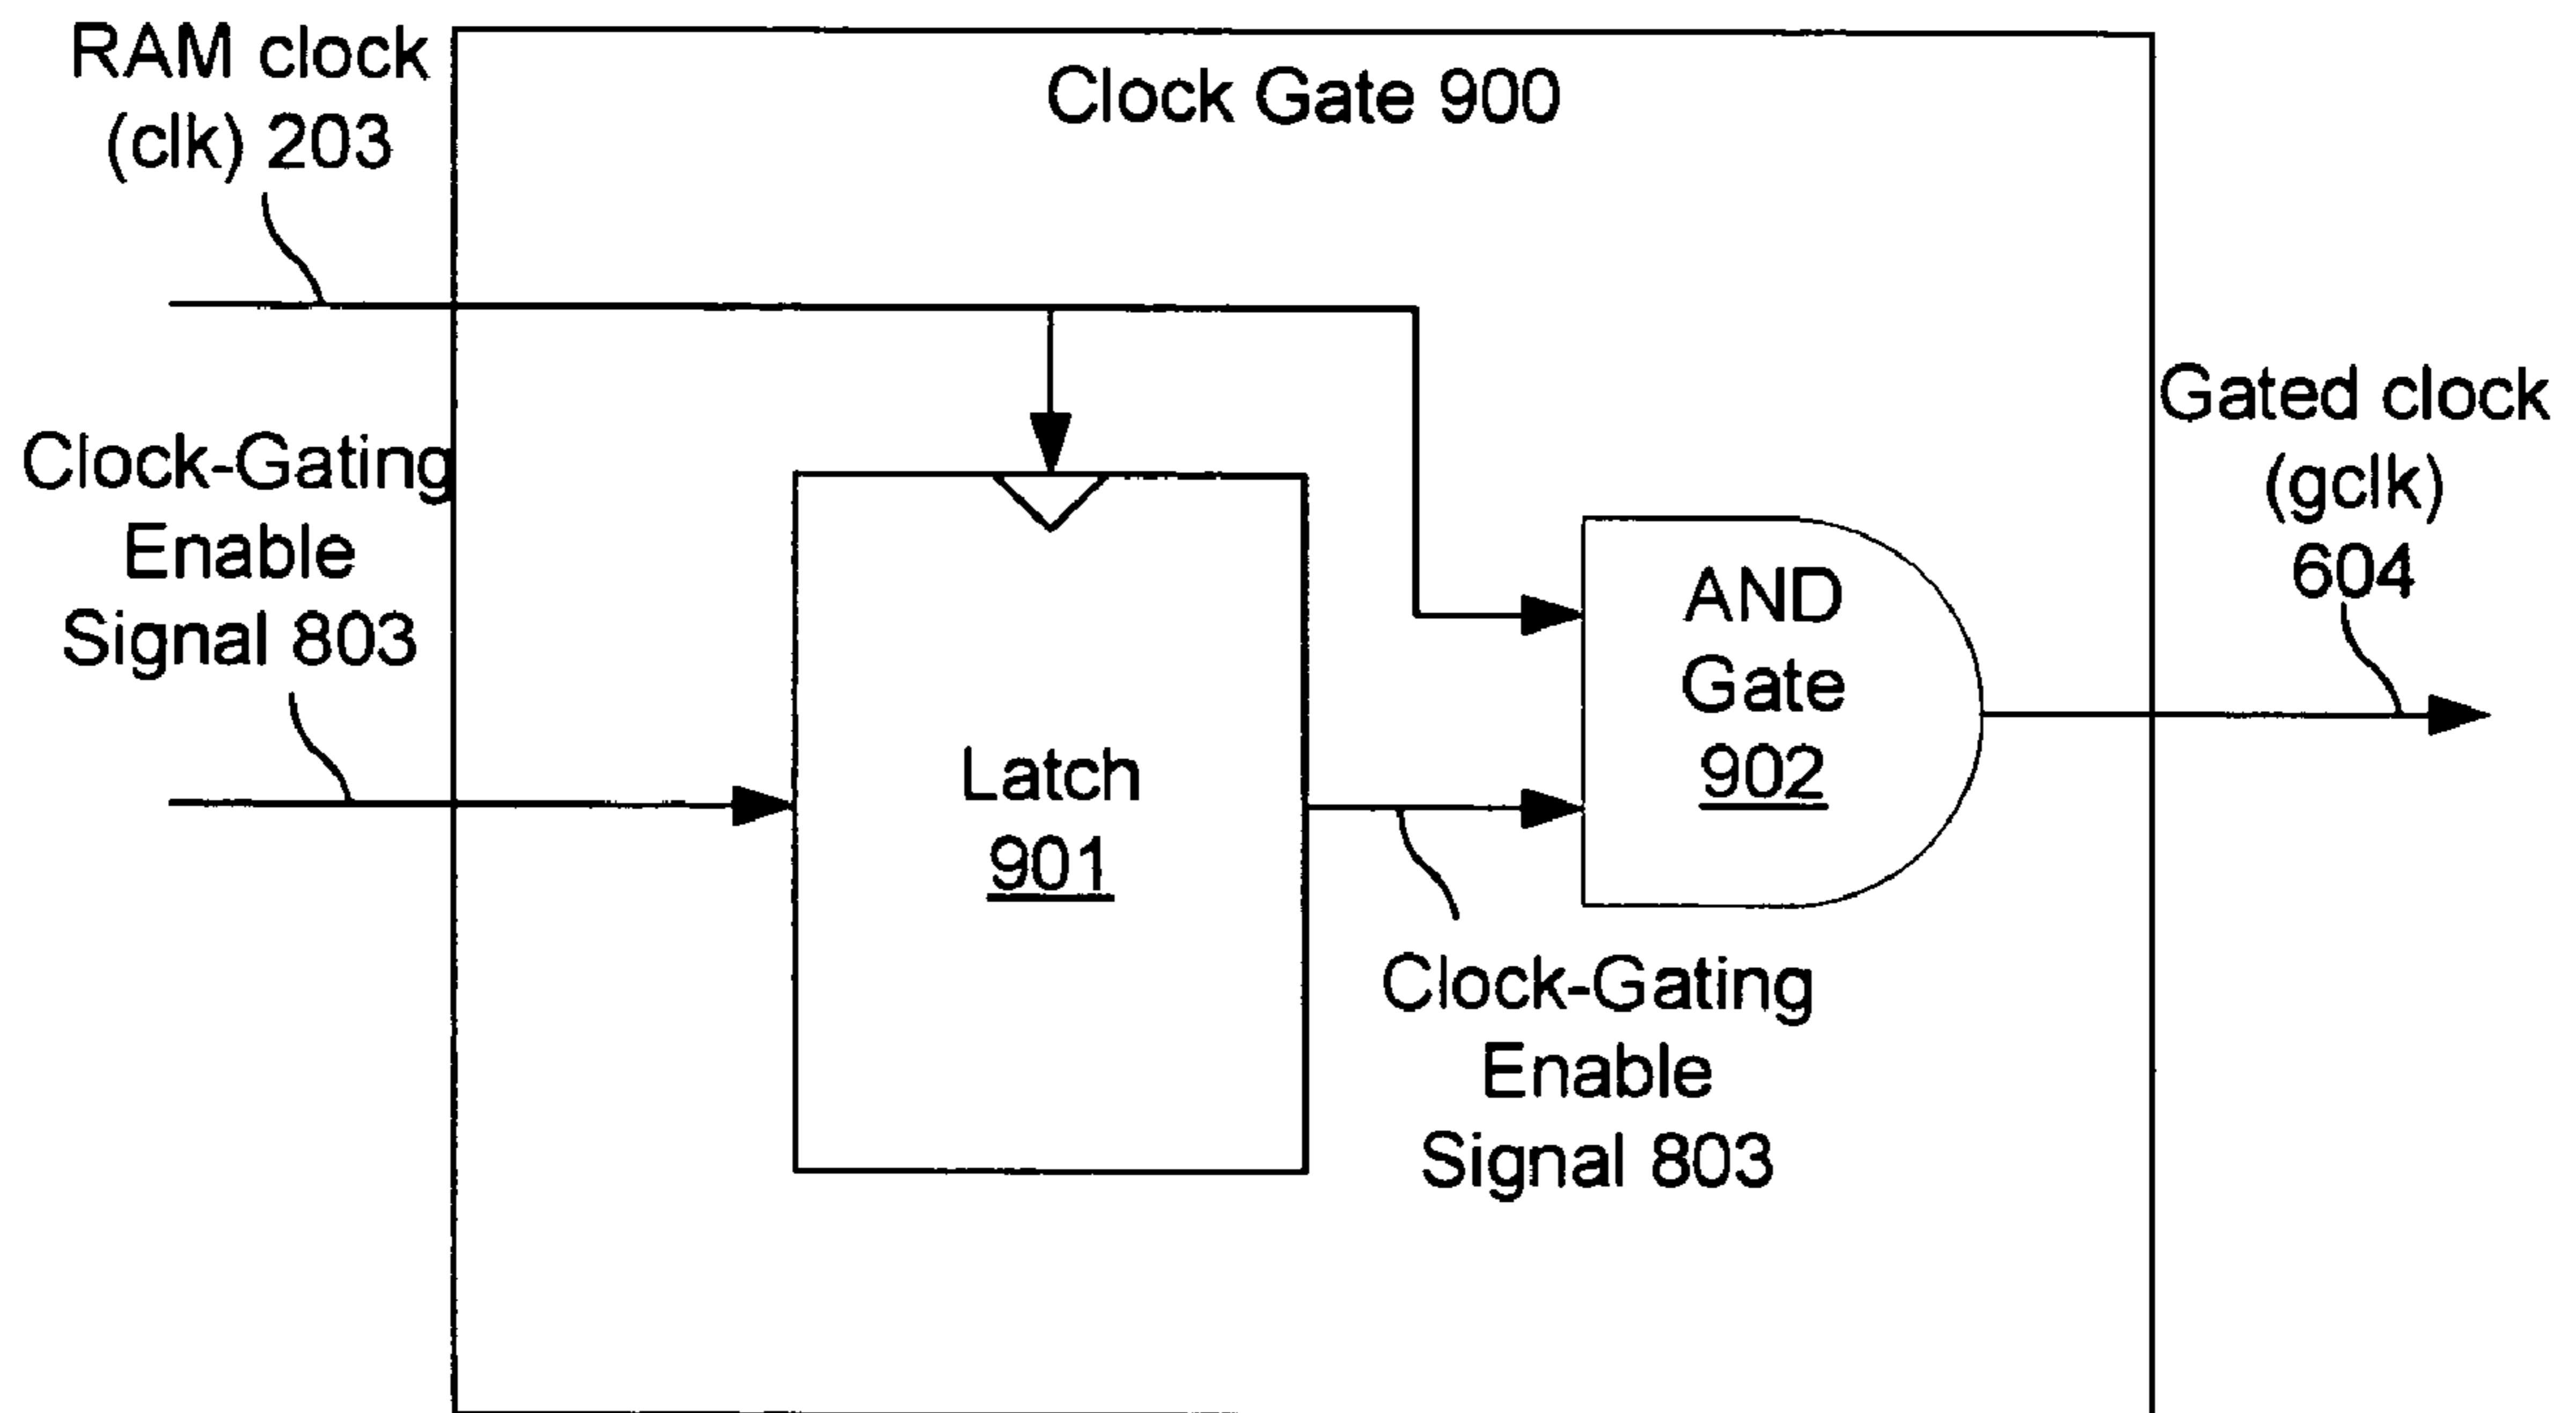 RAM clock
(clk) 203
Clock Gate 900
Clock-Gating
Enable
Signal 803
Gated clock
(gclk)
604
AND
Gate
902
Latch
901
Clock-Gating
Enable
Signal 803